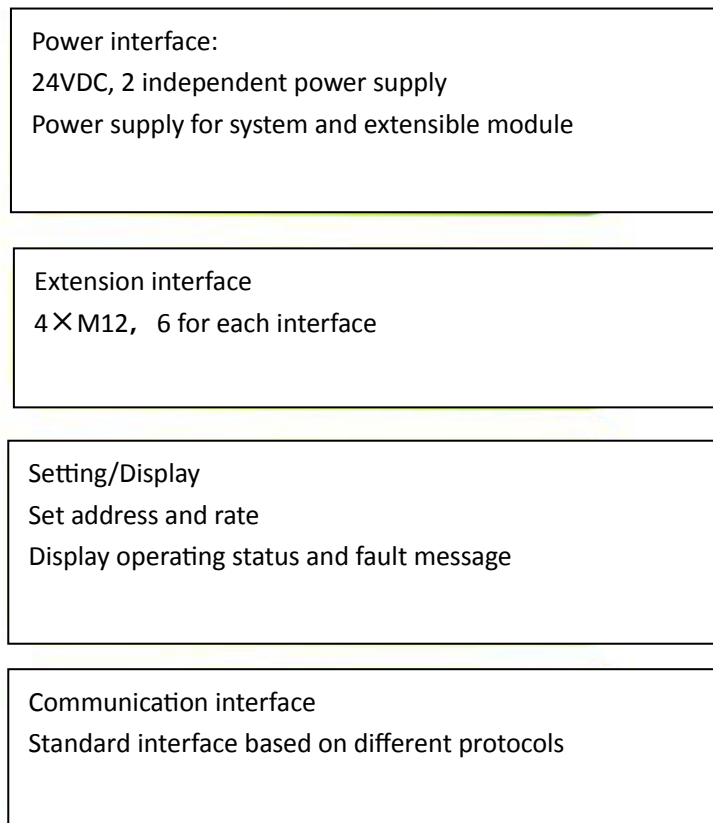 Power interface:
24VDC, 2 independent power supply
Power supply for system and extensible module
Extension interface
4×M12， 6 for each interface
Setting/Display
Set address and rate
Display operating status and fault message
Communication interface
Standard interface based on different protocols